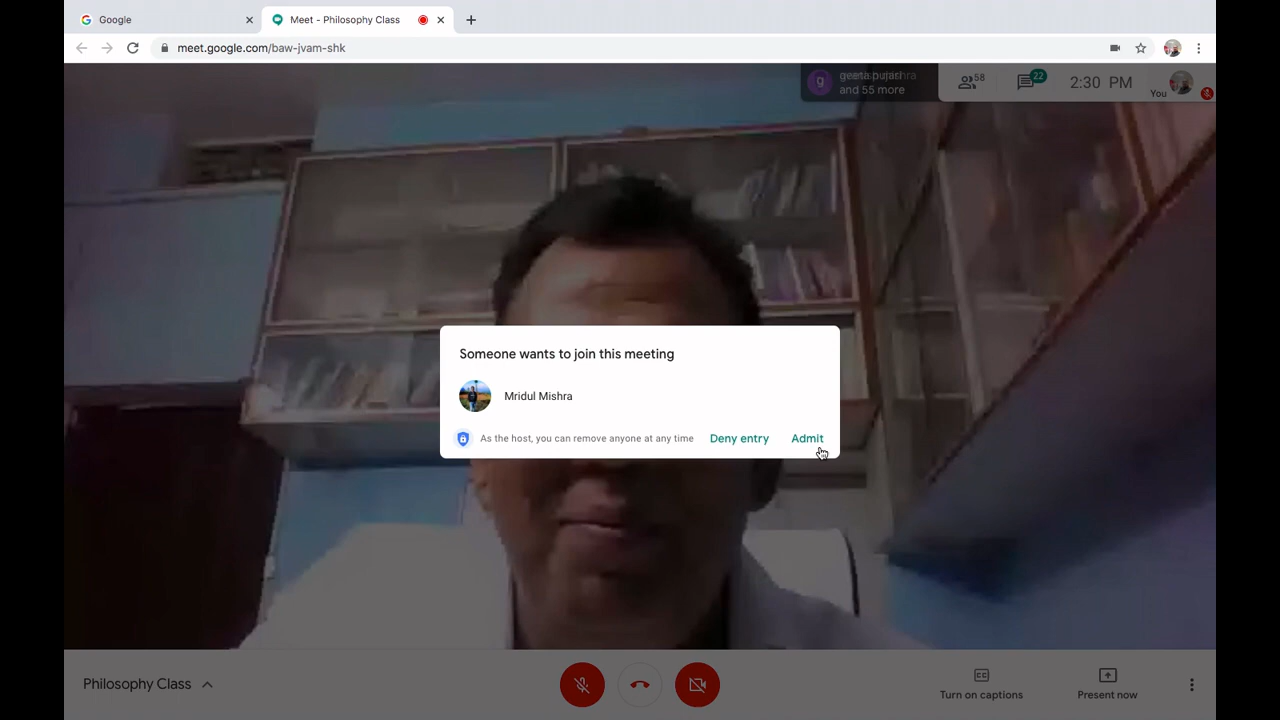 Google
Meet - Philosophy Class
meet.google.com/baw-jvam-shk
geeta pujari
and 55 more
58
22
2:30 PM
You
Someone wants to join this meeting
Mridul Mishra
As the host, you can remove anyone at any time
Deny entry
Admit
Philosophy Class
Turn on captions
Present now